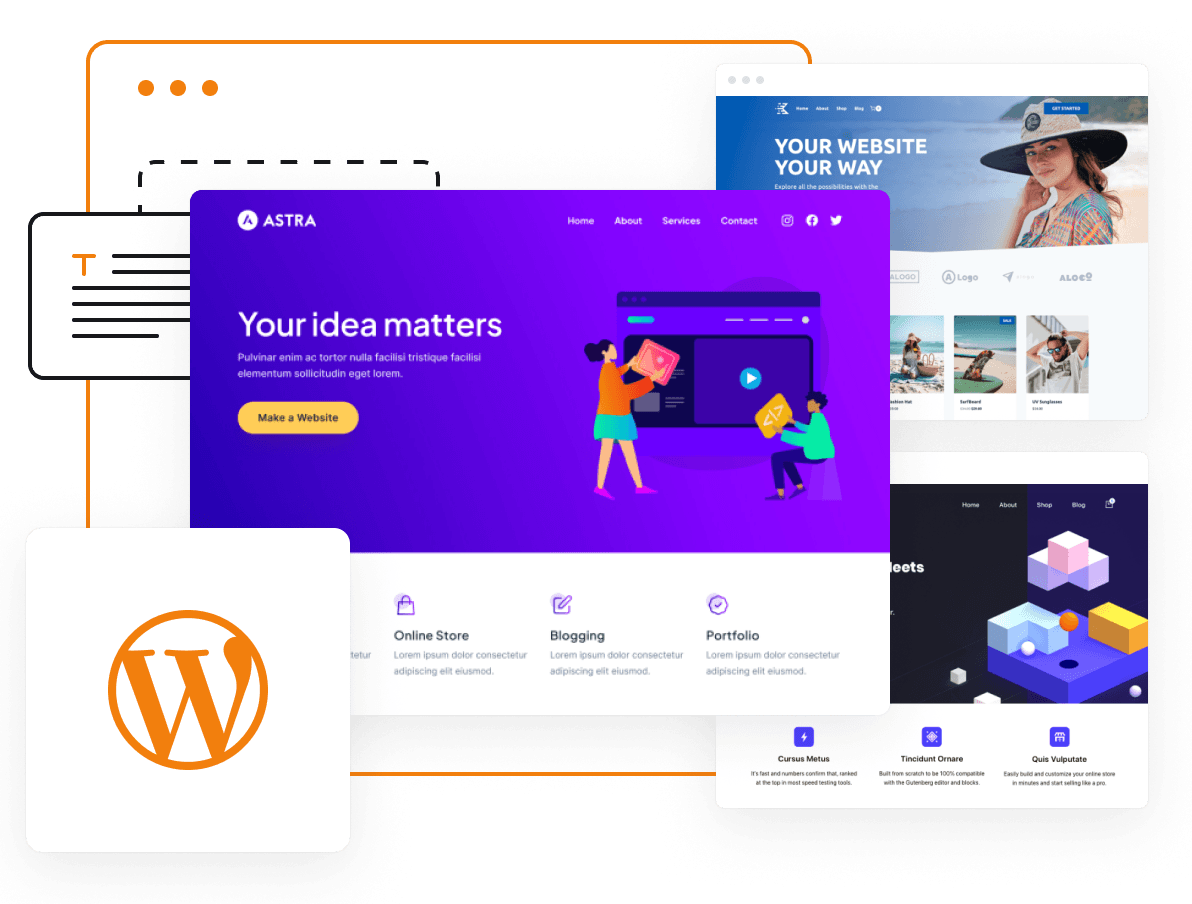 Home About Shop Blog
GET STARTED
YOUR WEBSITE
YOUR WAY
Explore all the possibilities with the
T
ASTRA
Home About Services Contact
Your idea matters
Pulvinar enim ac tortor nulla facilisi tristique facilisi
elementum sollicitudin eget lorem.
Make a Website
ALOGO
Logo
SALE
Hat
SurfBoard
UV Sunglasses
Home About Shop Blog
leets
tetur
Online Store
Lorem ipsum dolor consectetur
adipiscing elit eiusmod.
Blogging
Lorem ipsum dolor consectetur
adipiscing elit eiusmod.
Portfolio
Lorem ipsum dolor consectetur
adipiscing elit eiusmod.
W
Cursus Metus
It's fast and numbers confirm that, ranked
at the top in most speed testing tools.
Tincidunt Ornare
Built from scratch to be 100% compatible
with the Gutenberg editor and blocks.
Quis Vulputate
Easily build and customize your online store
in minutes and start selling like a pro.